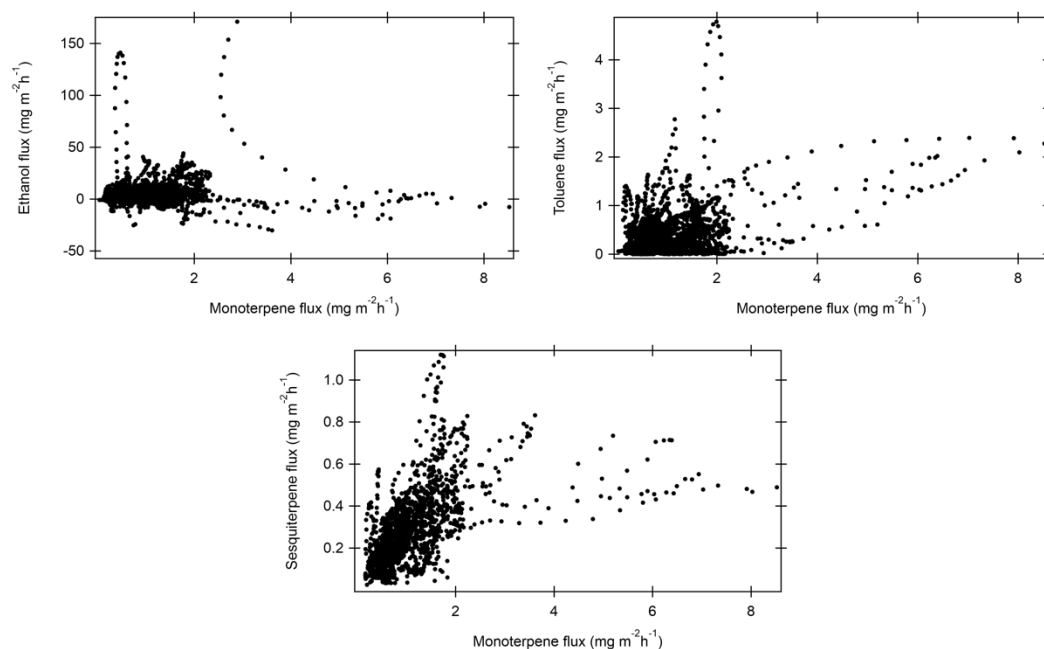 150
100
50
0
-50
Ethanol flux (mg m⁻²h⁻¹)
2 4 6 8
Monoterpene flux (mg m⁻²h⁻¹)
4
3
2
1
0
Toluene flux (mg m⁻²h⁻¹)
2 4 6 8
Monoterpene flux (mg m⁻²h⁻¹)
1.0
0.8
0.6
0.4
0.2
Sesquiterpene flux (mg m⁻²h⁻¹)
2 4 6 8
Monoterpene flux (mg m⁻²h⁻¹)